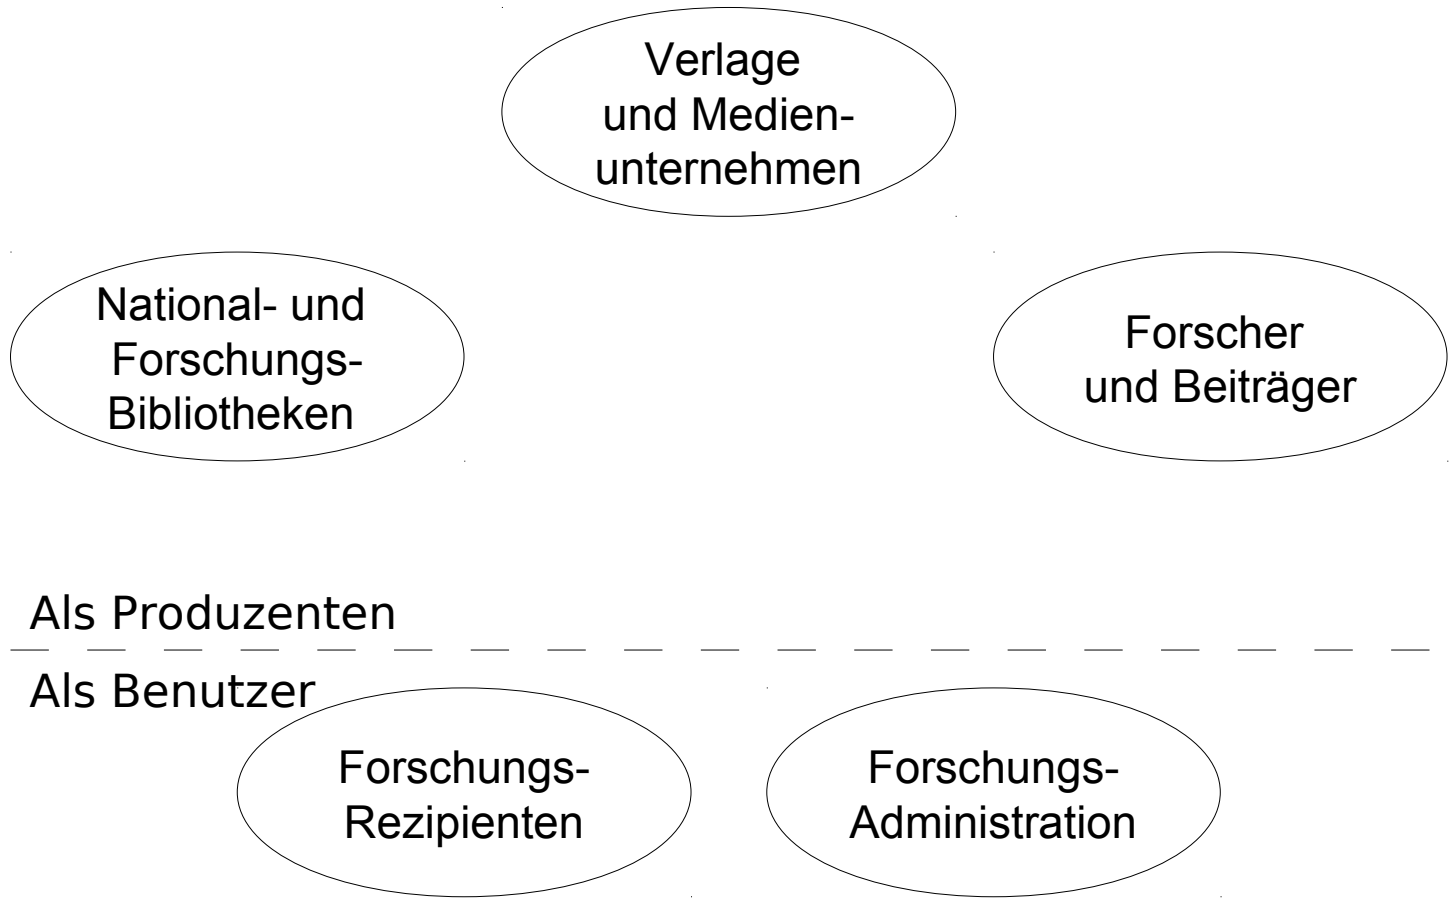 Verlage
und Medien-
unternehmen
National- und
Forschungs-
Bibliotheken
Forscher
und Beiträger
Als Produzenten
Als Benutzer
Forschungs-
Rezipienten
Forschungs-
Administration